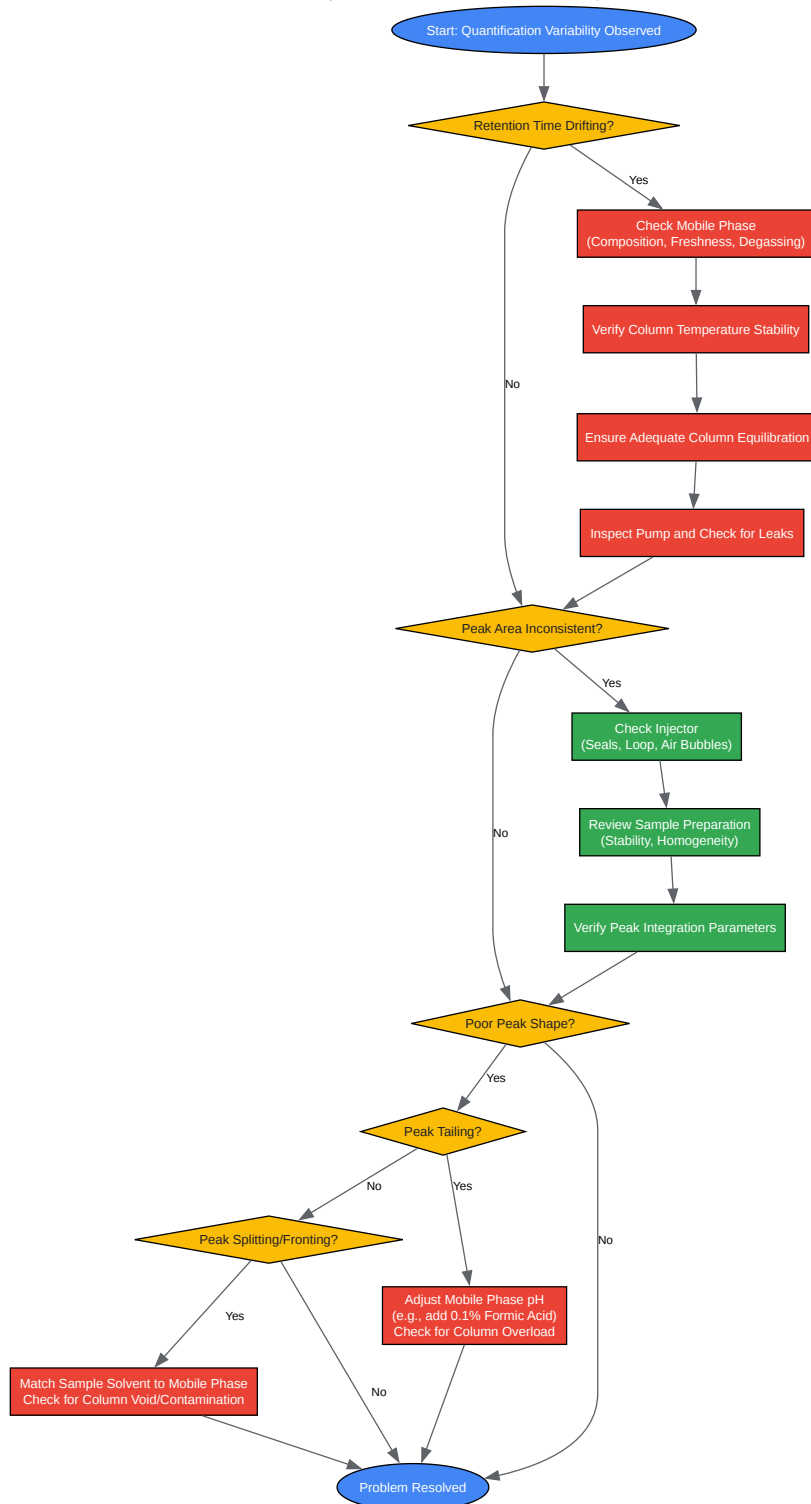 Start: Quantification Variability Observed
Retention Time Drifting?
Yes
Check Mobile Phase
(Composition, Freshness, Degassing)
Verify Column Temperature Stability
No
Ensure Adequate Column Equilibration
Inspect Pump and Check for Leaks
Peak Area Inconsistent?
Yes
Check Injector
(Seals, Loop, Air Bubbles)
No
Review Sample Preparation
(Stability, Homogeneity)
Verify Peak Integration Parameters
Poor Peak Shape?
Yes
Peak Tailing?
No
Yes
Peak Splitting/Fronting?
No
Adjust Mobile Phase pH
(e.g., add 0.1% Formic Acid)
Check for Column Overload
Yes
Match Sample Solvent to Mobile Phase
Check for Column Void/Contamination
No
Problem Resolved